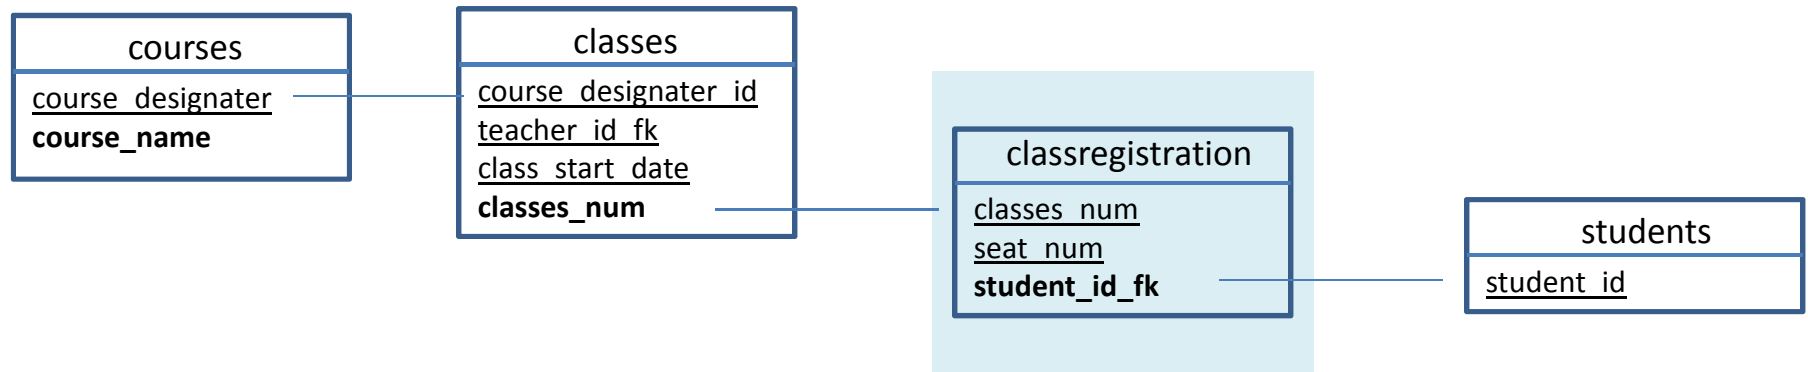 courses
course_designater
course_name
classes
course_designater_id
teacher_id_fk
class_start_date
classes_num
classregistration
classes_num
seat_num
student_id_fk
students
student_id